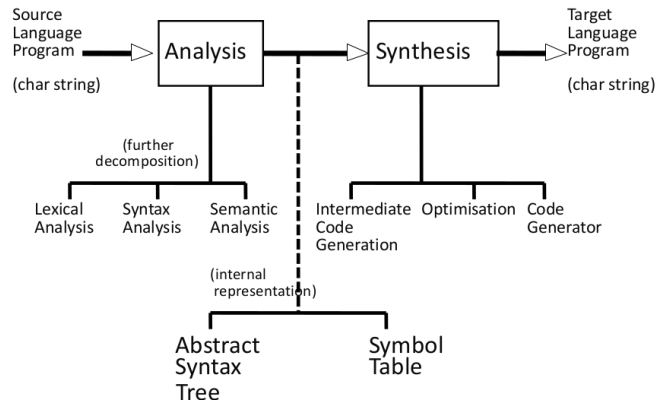 Source
Language
Program
(char string)
Analysis
Synthesis
Target
Language
Program
(char string)
(further
decomposition)
Lexical
Analysis
Syntax
Analysis
Semantic
Analysis
Intermediate
Code
Generation
Optimisation
Code
Generator
(internal
representation)
Abstract
Syntax
Tree
Symbol
Table